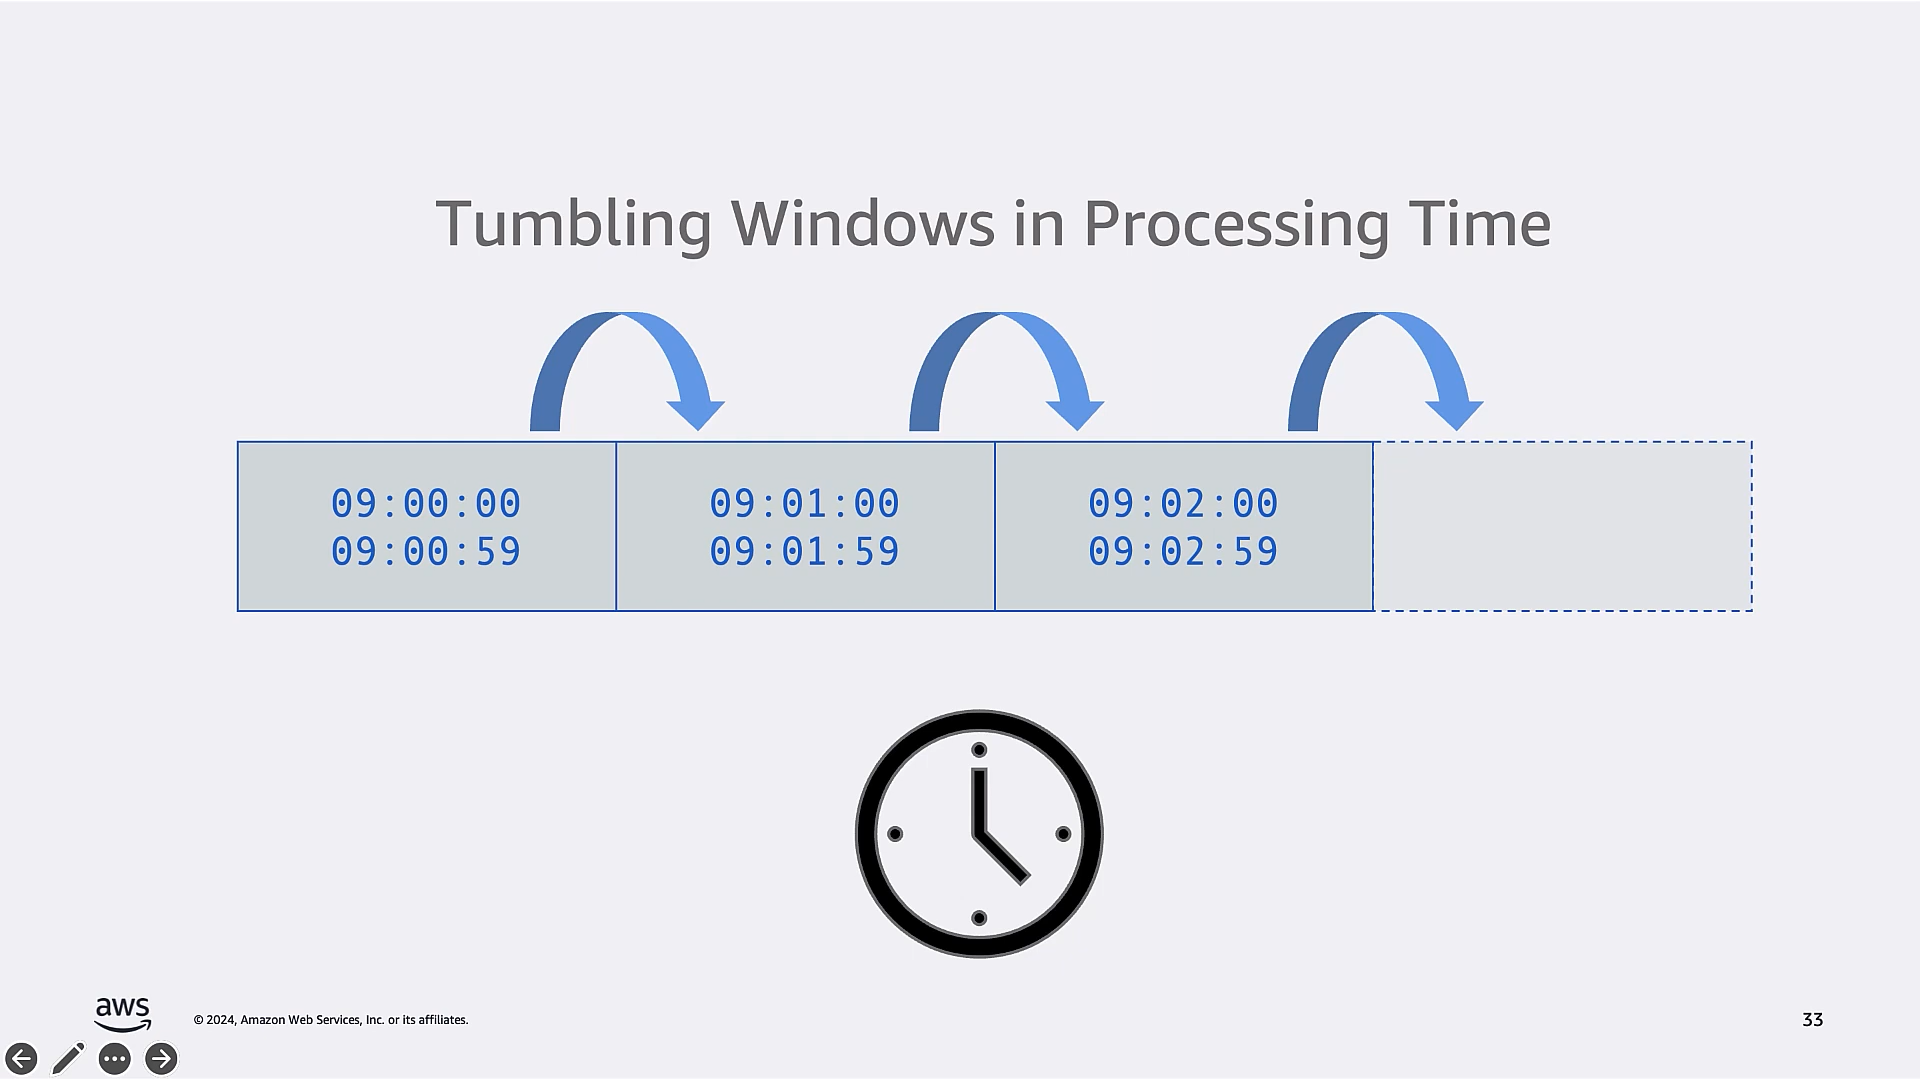 Tumbling Windows in Processing Time
09:00:00
09:00:59
09:01:00
09:01:59
09:02:00
09:02:59
aws
© 2024, Amazon Web Services, Inc. or its affiliates.
33